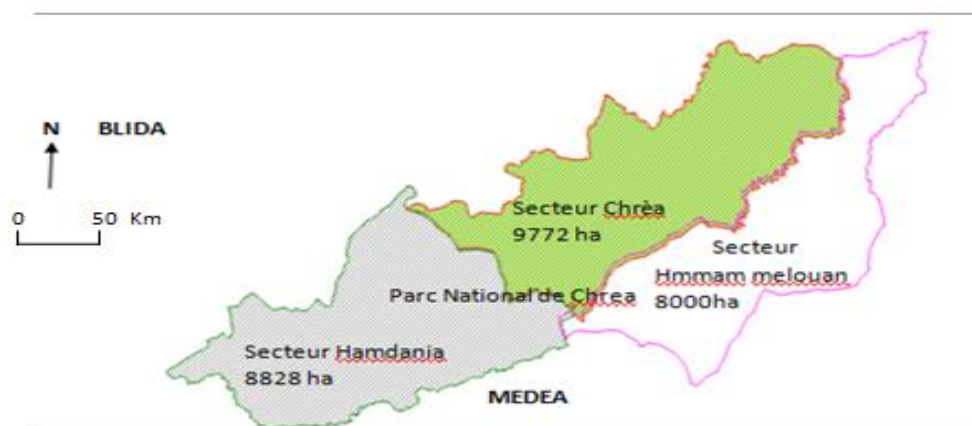 N BLIDA
0 50 Km
Secteur Chrèa
9772 ha
Secteur
Hmmam melouan
8000ha
Parc National de Chrea
Secteur Hamdania
8828 ha
MEDEA